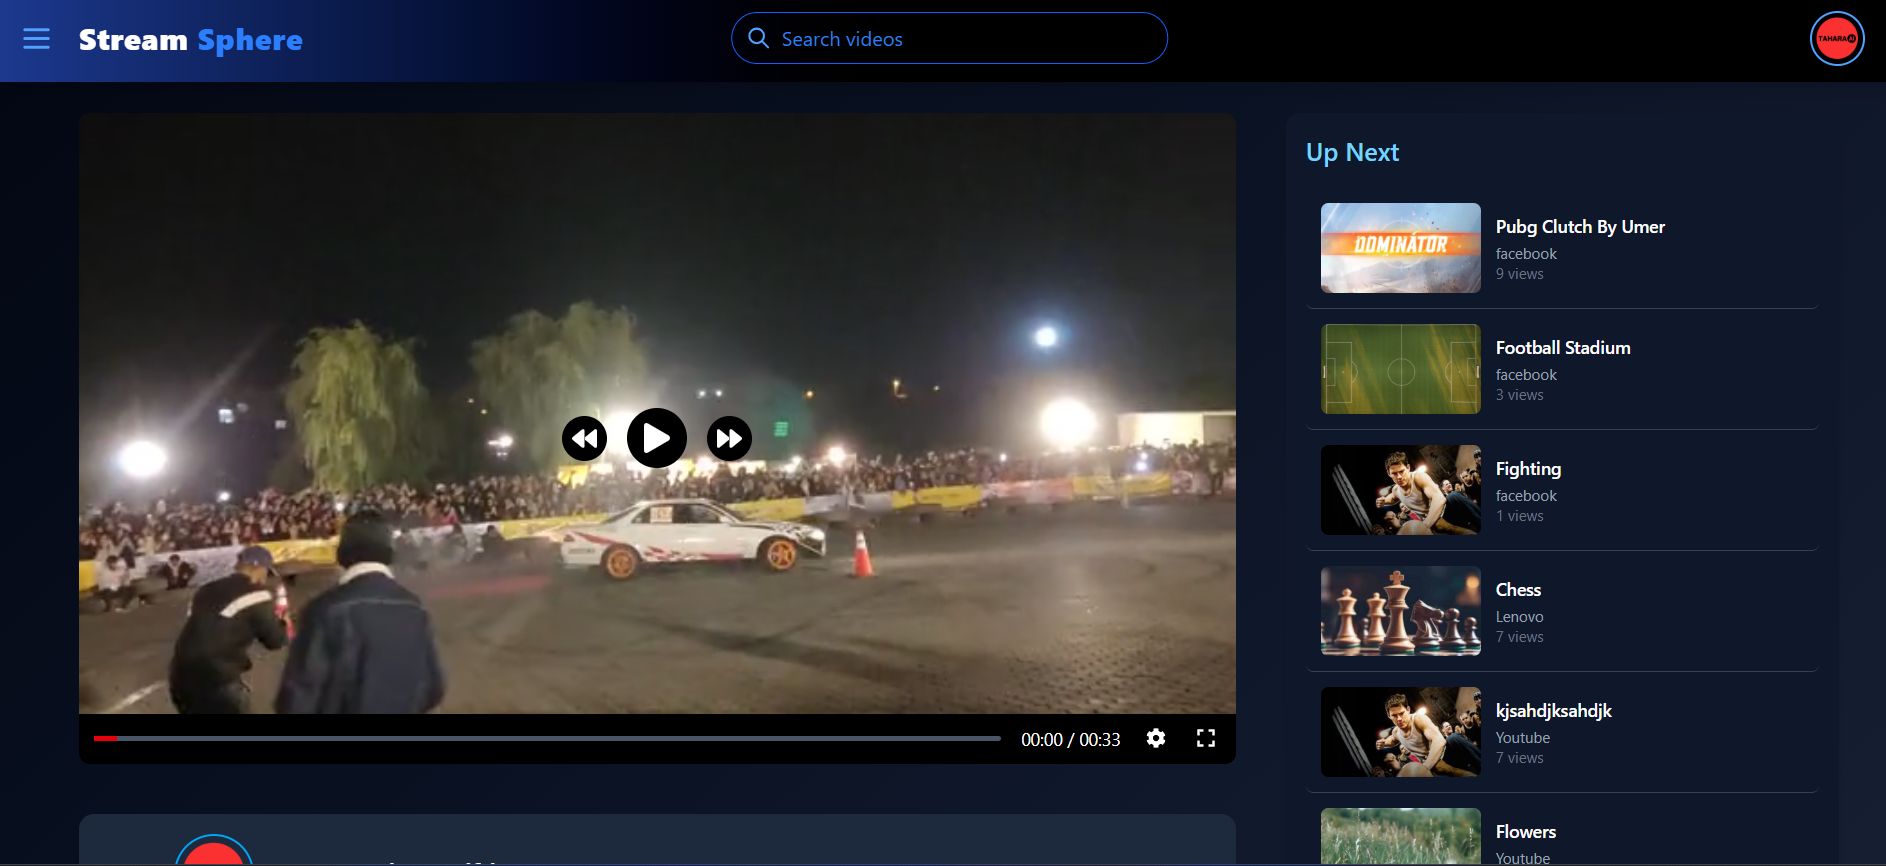 Stream Sphere
Search videos
TAHARA AI
Up Next
DOMINATOR
Pubg Clutch By Umer
facebook
9 views
Football Stadium
facebook
3 views
Fighting
facebook
1 views
Chess
Lenovo
7 views
kjsahdjksahdjk
Youtube
7 views
Flowers
Youtube
00:00 / 00:33